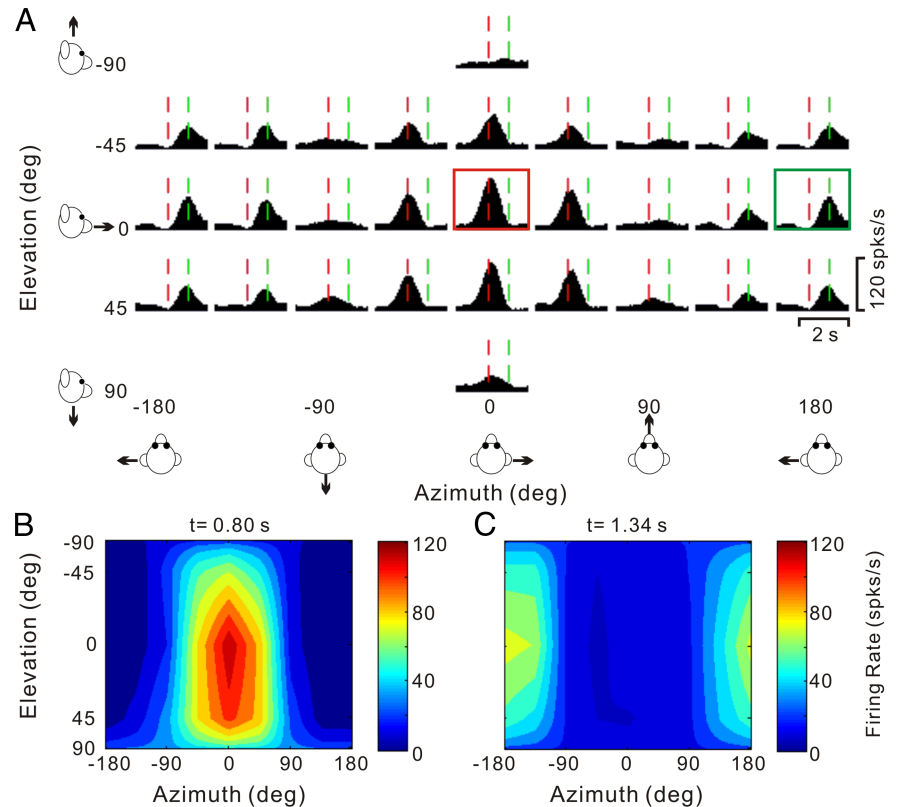 A
-90
-45
0
45
90
Elevation (deg)
120 spks/s
2 s
-180 -90 0 90 180
Azimuth (deg)
B
t= 0.80 s
-90
-45
0
45
90
Elevation (deg)
-180 -90 0 90 180
Azimuth (deg)
120
80
40
0
C
t= 1.34 s
-180 -90 0 90 180
Azimuth (deg)
120
80
40
0
Firing Rate (spks/s)